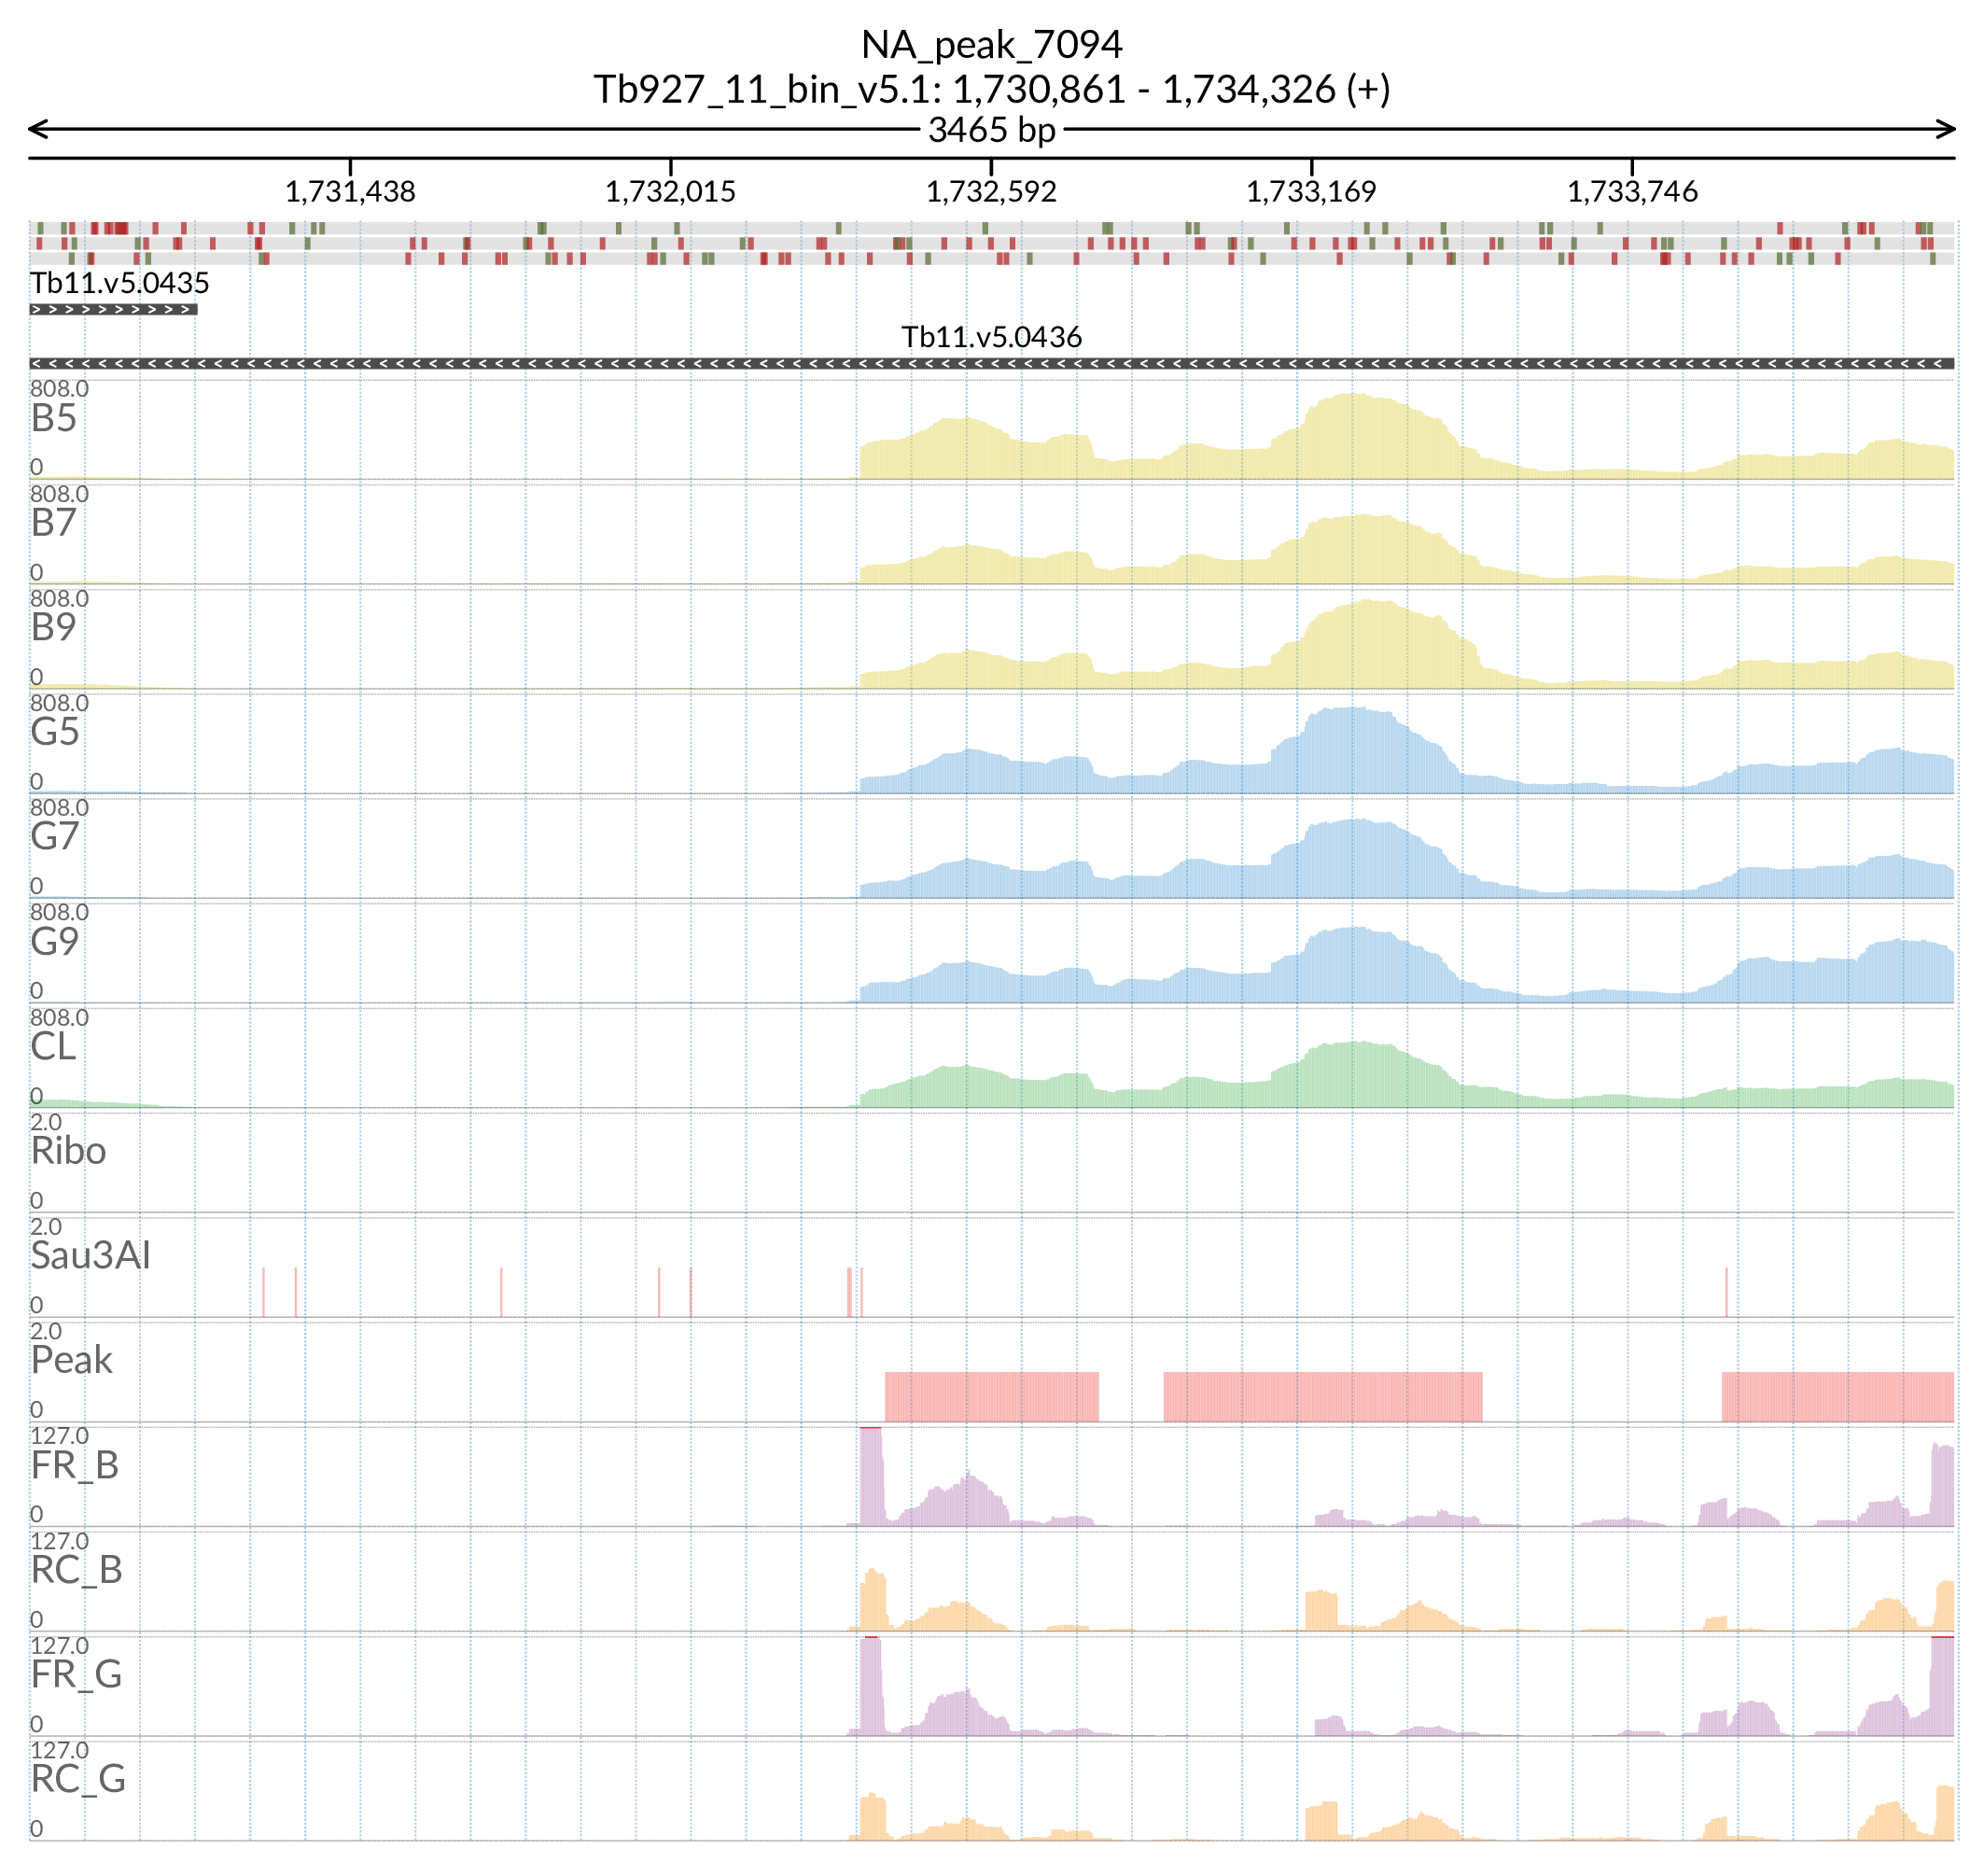 NA_peak_7094
Tb927_11_bin_v5.1: 1,730,861 - 1,734,326 (+)
3465 bp
1,731,438 1,732,015 1,732,592 1,733,169 1,733,746
Tb11.v5.0435
Tb11.v5.0436
808.0
B5
0
808.0
B7
0
808.0
B9
0
808.0
G5
0
808.0
G7
0
808.0
G9
0
808.0
CL
0
2.0
Ribo
0
2.0
Sau3AI
0
2.0
Peak
0
127.0
FR_B
0
127.0
RC_B
0
127.0
FR_G
0
127.0
RC_G
0